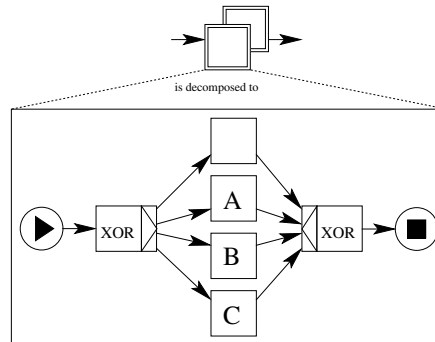 is decomposed to
A
XOR
XOR
B
C